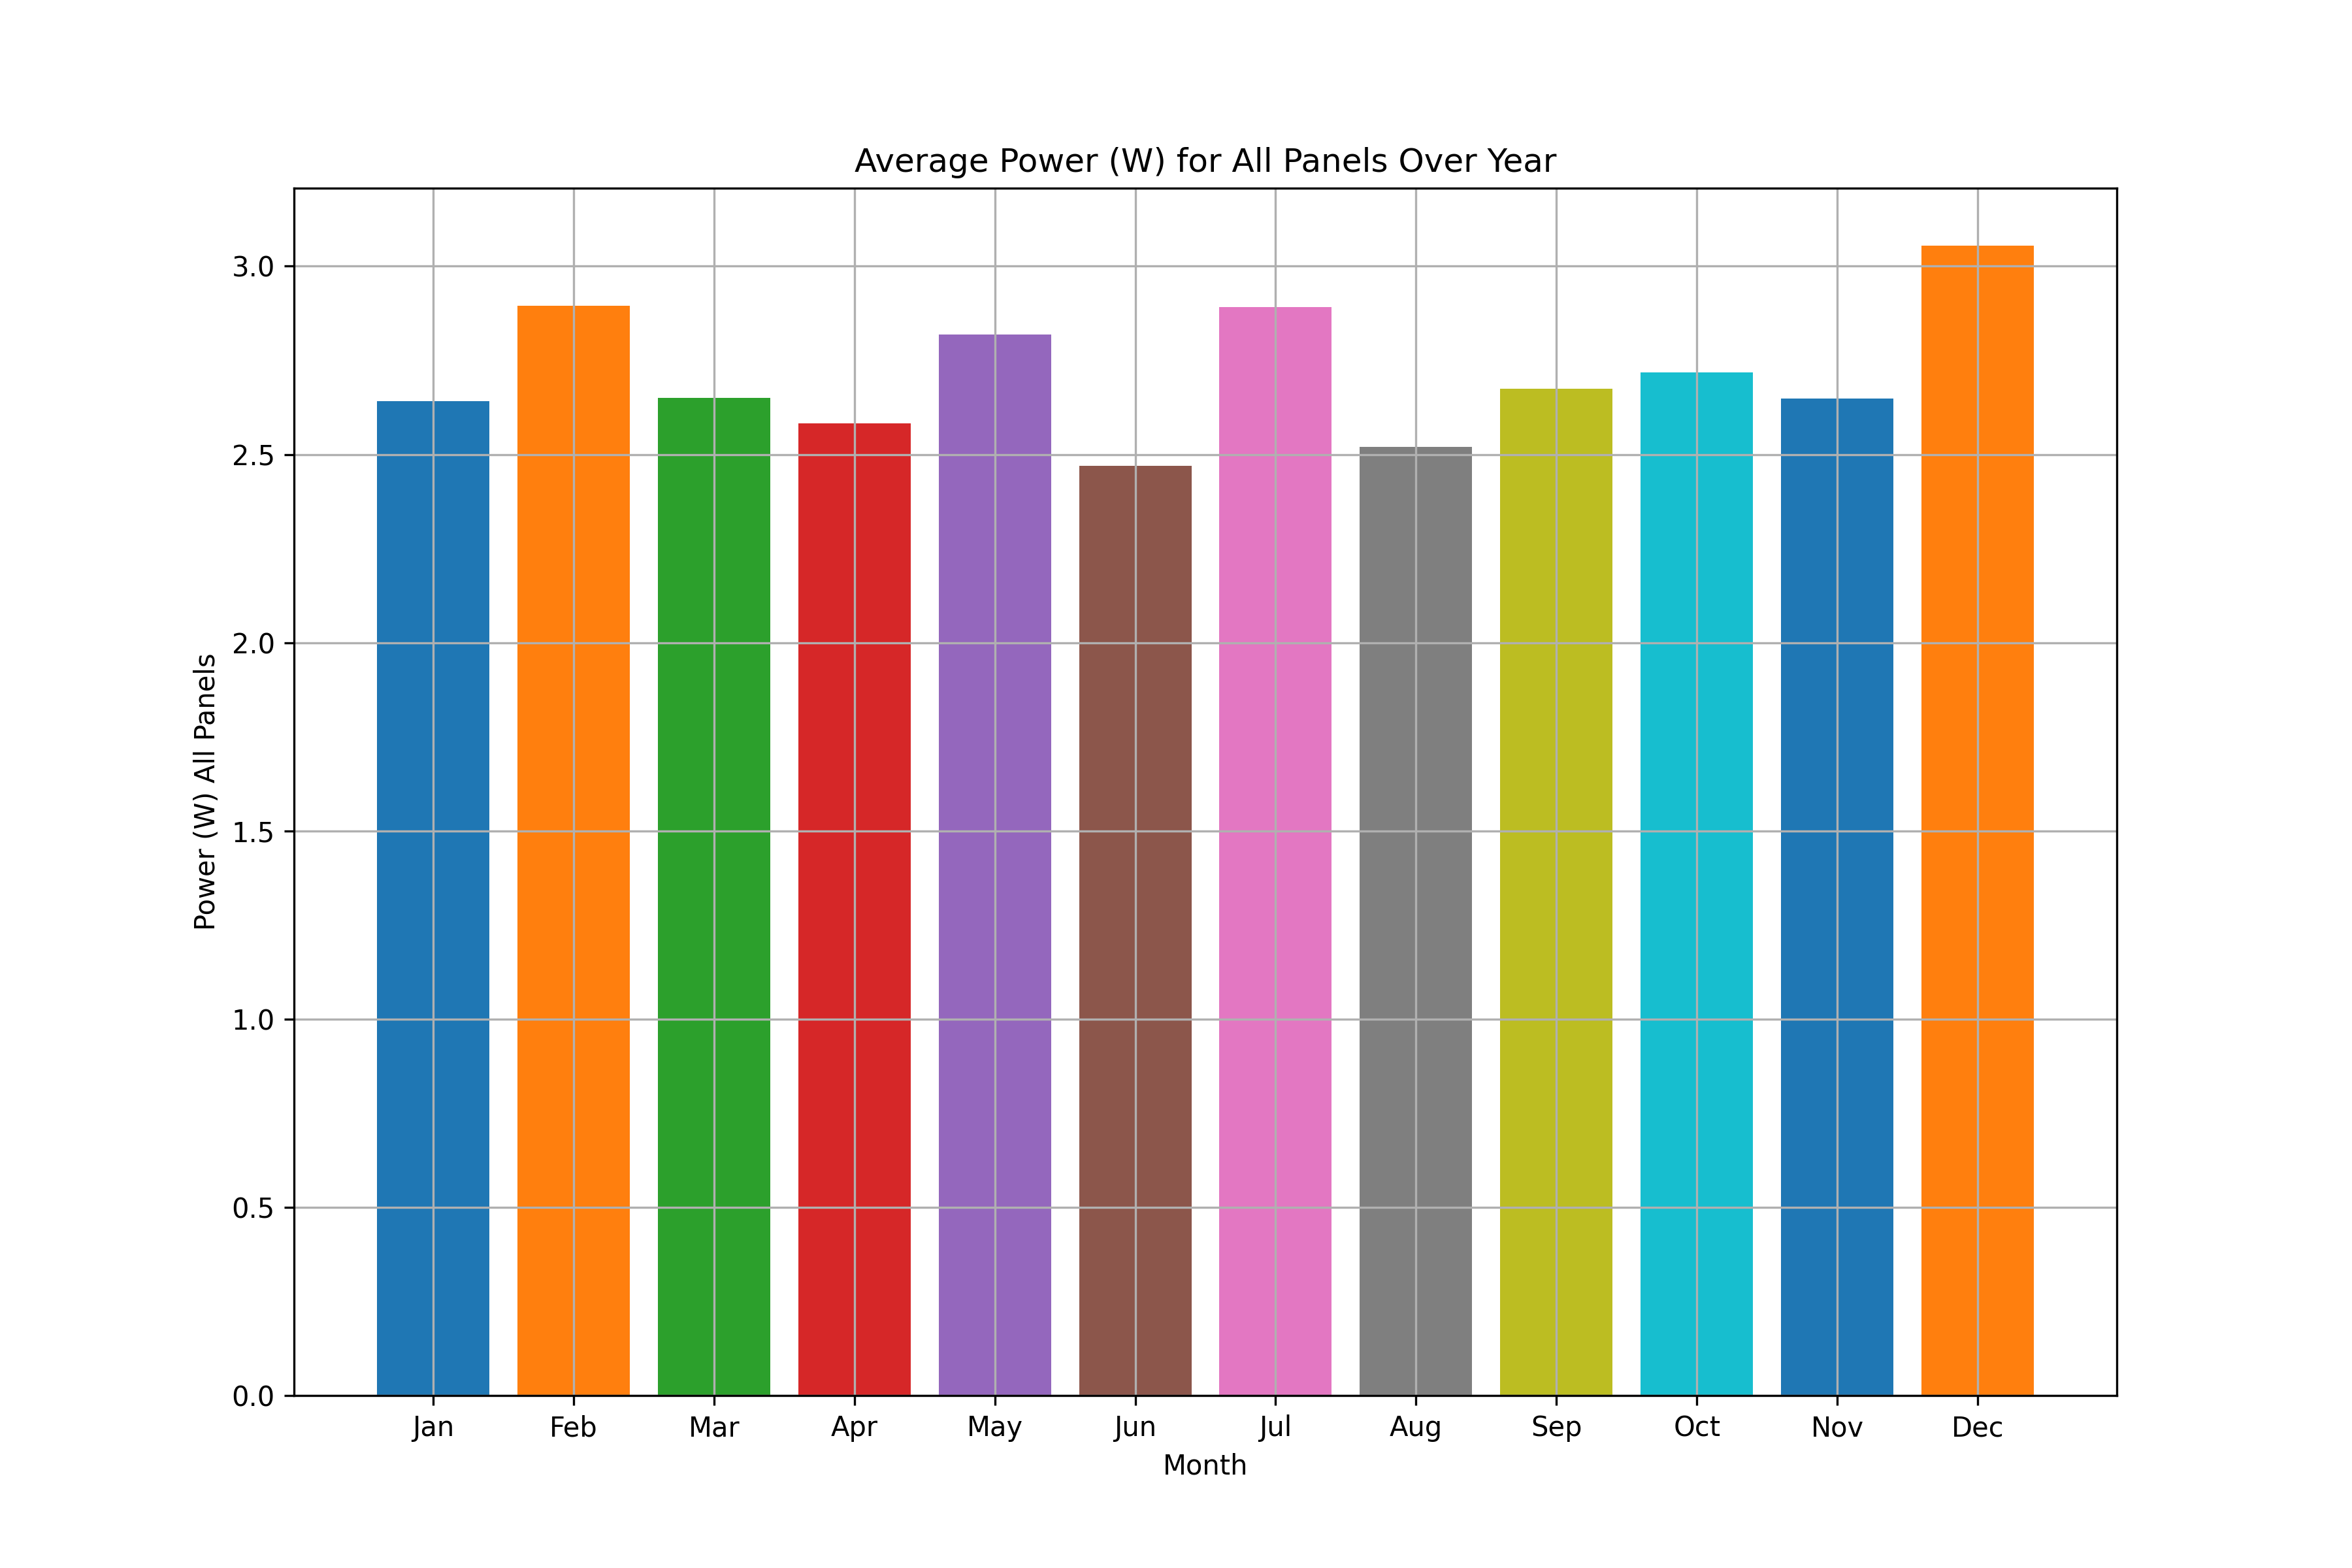 Average Power (W) for All Panels Over Year
Power (W) All Panels
3.0
2.5
2.0
1.5
1.0
0.5
0.0
Jan Feb Mar Apr May Jun Jul Aug Sep Oct Nov Dec
Month